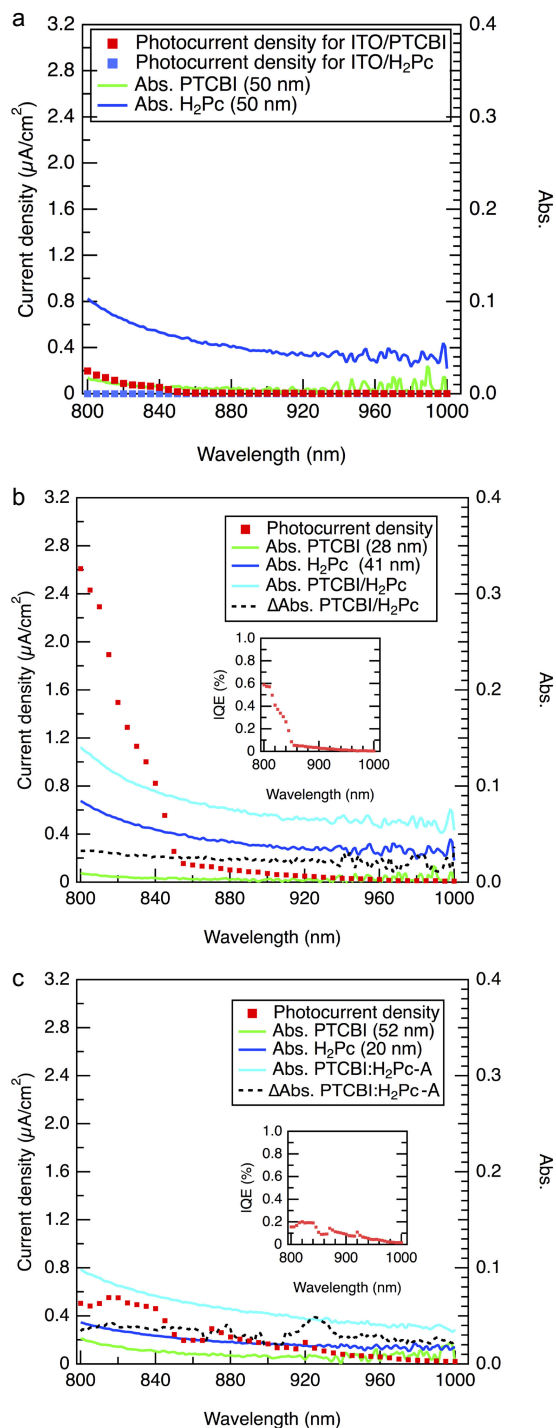 a
3.2
2.8
2.4
2.0
1.6
1.2
0.8
0.4
0
Current density (µA/cm²)
Photocurrent density for ITO/PTCBI
Photocurrent density for ITO/H₂Pc
Abs. PTCBI (50 nm)
Abs. H₂Pc (50 nm)
0.4
0.3
0.2
0.1
0.0
Abs.
800 840 880 920 960 1000
Wavelength (nm)
b
3.2
2.8
2.4
2.0
1.6
1.2
0.8
0.4
0
Current density (µA/cm²)
Photocurrent density
Abs. PTCBI (28 nm)
Abs. H₂Pc (41 nm)
Abs. PTCBI/H₂Pc
ΔAbs. PTCBI/H₂Pc
1.0
0.8
0.6
0.4
0.2
0
IQE (%)
800 900 1000
Wavelength (nm)
0.4
0.3
0.2
0.1
0.0
Abs.
800 840 880 920 960 1000
Wavelength (nm)
c
3.2
2.8
2.4
2.0
1.6
1.2
0.8
0.4
0
Current density (µA/cm²)
Photocurrent density
Abs. PTCBI (52 nm)
Abs. H₂Pc (20 nm)
Abs. PTCBI:H₂Pc-A
ΔAbs. PTCBI:H₂Pc-A
1.0
0.8
0.6
0.4
0.2
0
IQE (%)
800 900 1000
Wavelength (nm)
0.4
0.3
0.2
0.1
0.0
Abs.
800 840 880 920 960 1000
Wavelength (nm)